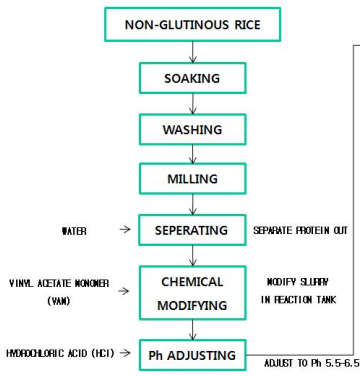 NON-GLUTINOUS RICE
SOAKING
WASHING
MILLING
WATER
SEPERATING
SEPARATE PROTEIN OUT
VINYL ACETATE MONOMER
(VAM)
CHEMICAL
MODIFYING
MODIFY SLURRY
IN REACTION TANK
HYDROCHLORIC ACID (HCl)
Ph ADJUSTING
ADJUST TO Ph 5.5-6.5